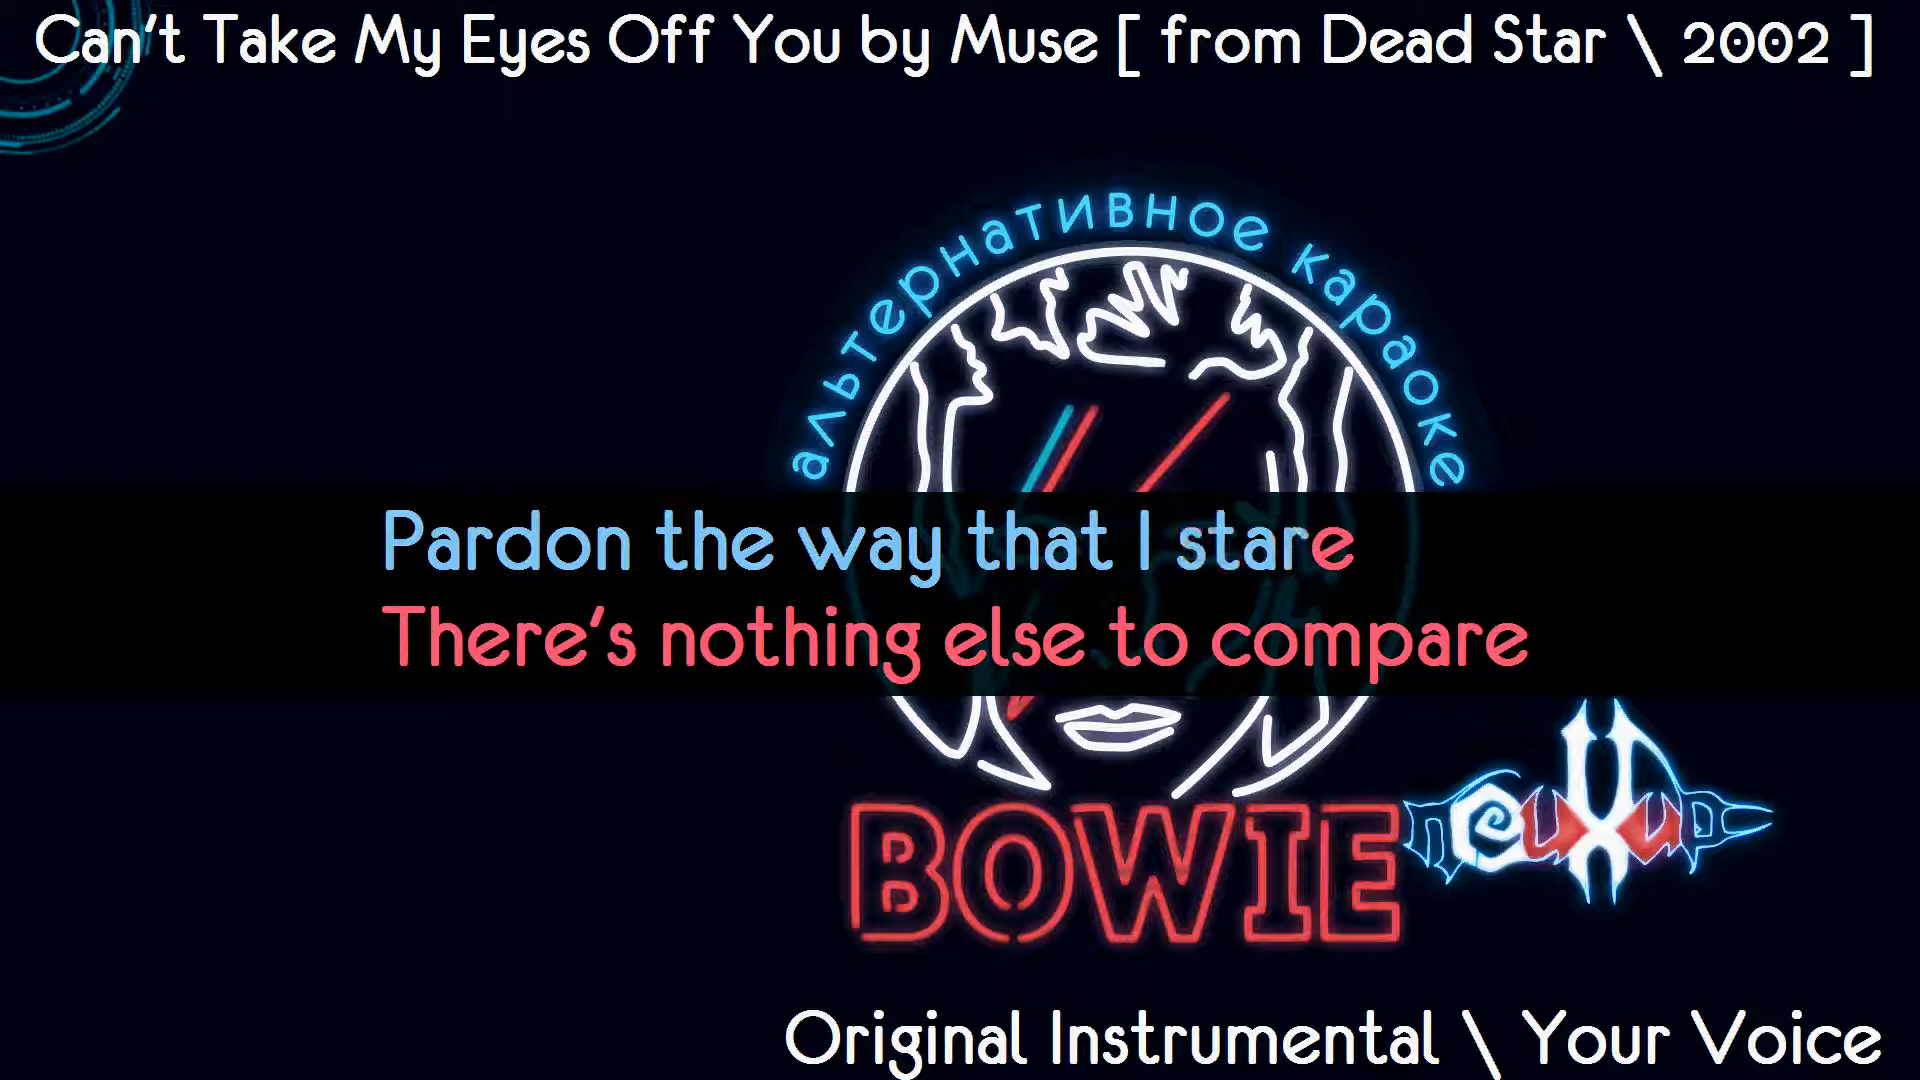 Can't Take My Eyes Off You by Muse [ from Dead Star \ 2002 ]
альтернативное караоке
Pardon the way that I stare
There's nothing else to compare
BOWIE
Original Instrumental \ Your Voice